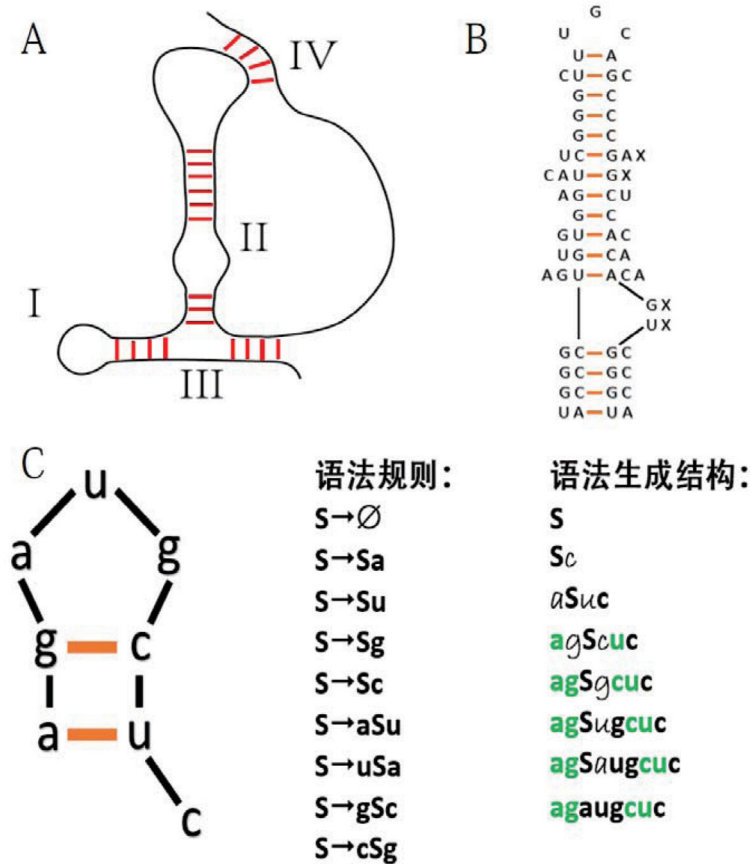 A
IV
II
I
III
B
G
U C
U A
CU GC
G C
G C
G C
UC GAX
CAU GX
GA CU
G C
GU AC
UG CA
AGU ACA
GX
UX
GC GC
GC GC
GC GC
UA UA
C
u
a g
g c
a u
c
语法规则：
S→∅
S→Sa
S→Su
S→Sg
S→Sc
S→aSu
S→uSa
S→gSc
S→cSg
语法生成结构：
S
Sc
aSuc
agScuc
agSgcuc
agSugcuc
agSaugcuc
agaugcuc